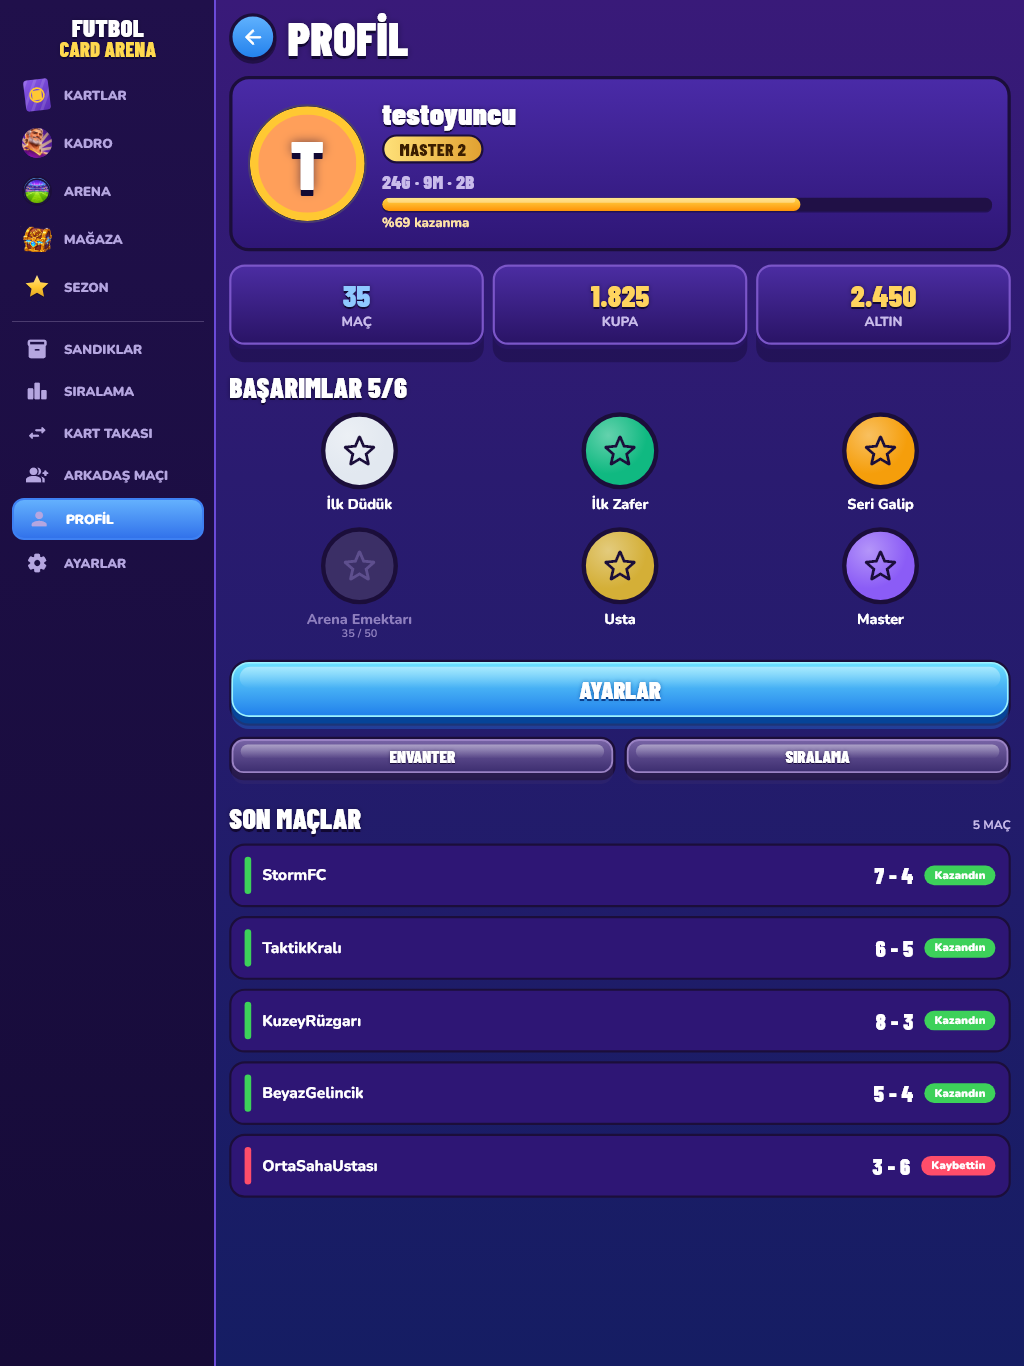 FUTBOL
CARD ARENA
KARTLAR
KADRO
ARENA
MAĞAZA
SEZON
SANDIKLAR
SIRALAMA
KART TAKASI
ARKADAŞ MAÇI
PROFİL
AYARLAR
PROFİL
T
testoyuncu
MASTER 2
24G · 9M · 2B
%69 kazanma
35
MAÇ
1.825
KUPA
2.450
ALTIN
BAŞARIMLAR 5/6
İlk Düdük
İlk Zafer
Seri Galip
Arena Emektarı
35 / 50
Usta
Master
AYARLAR
ENVANTER
SIRALAMA
SON MAÇLAR
5 MAÇ
StormFC
7 - 4
Kazandın
TaktikKralı
6 - 5
Kazandın
KuzeyRüzgarı
8 - 3
Kazandın
BeyazGelincik
5 - 4
Kazandın
OrtaSahaUstası
3 - 6
Kaybettin